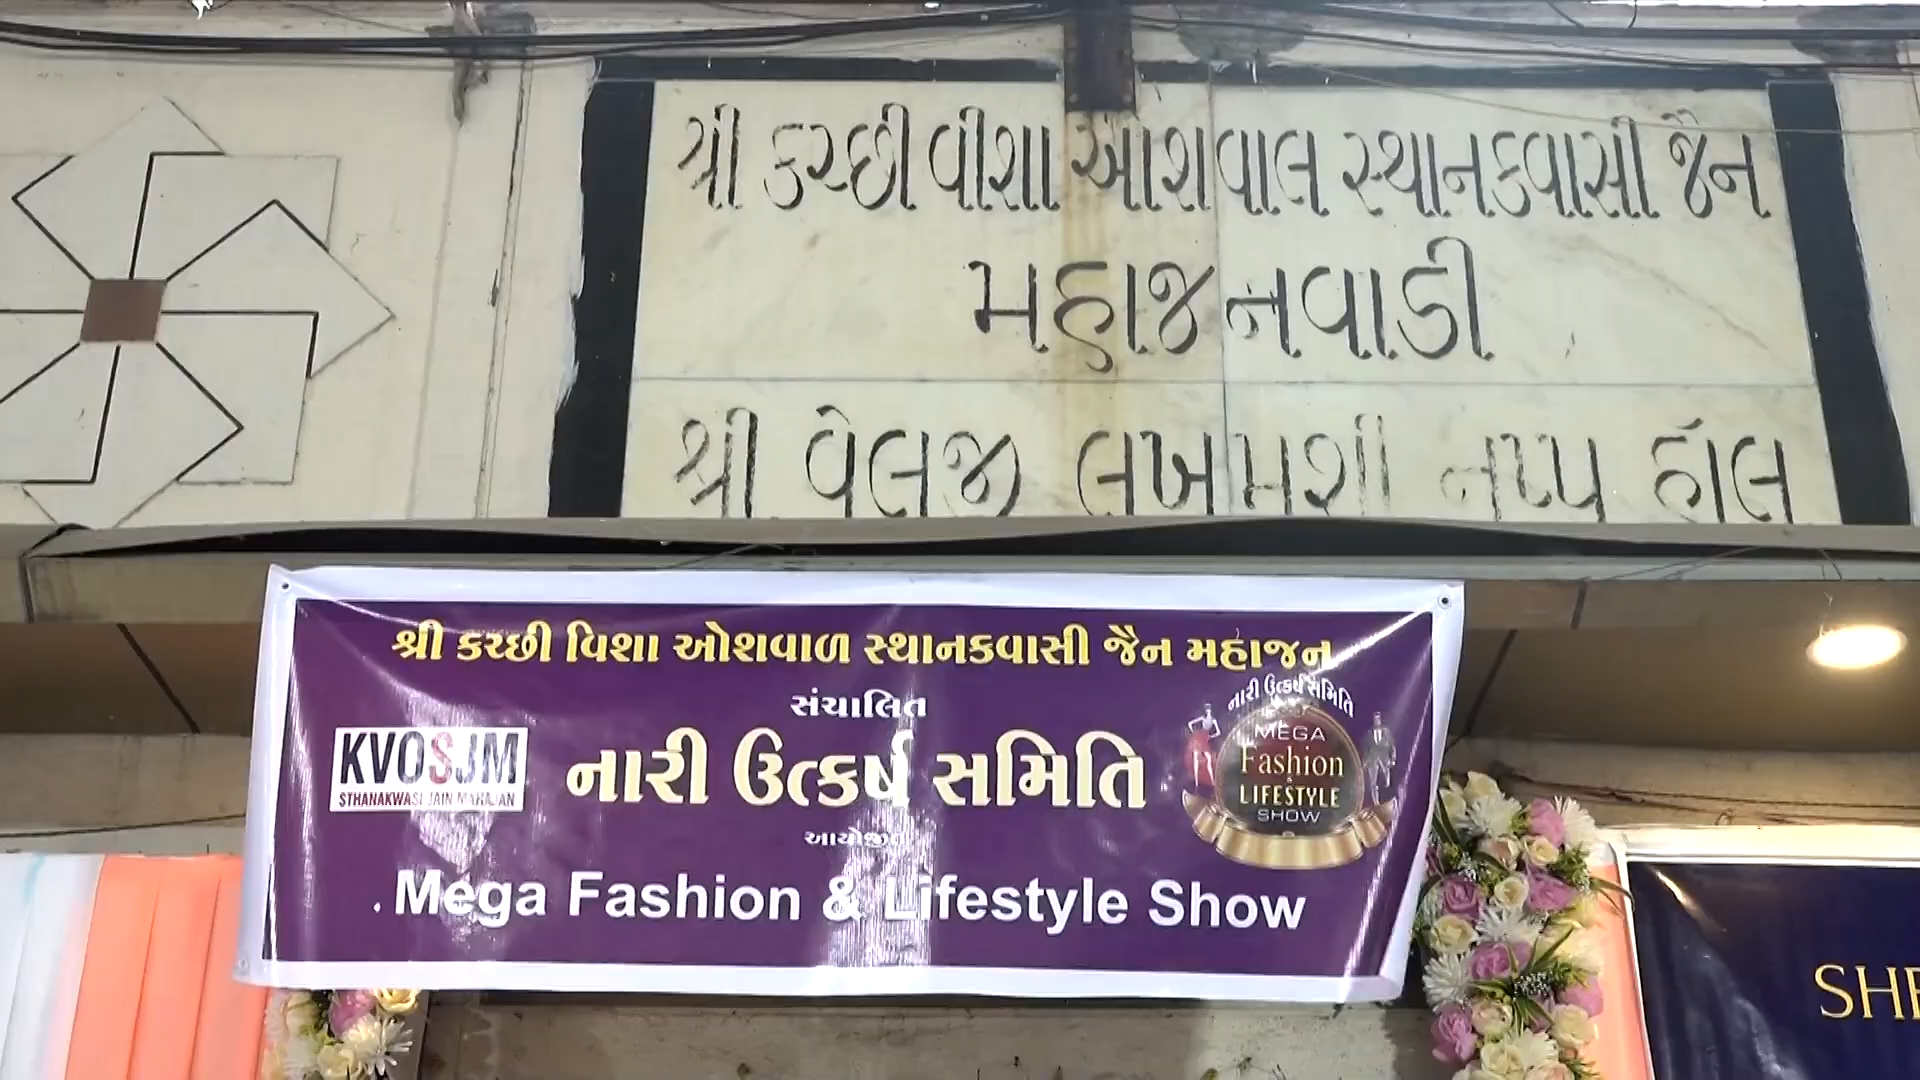 શ્રી કચ્છી વીશા ઓશવાલ સ્થાનકવાસી જૈન
મહાજનવાડી
શ્રી વેલજી લખમશી નપ્પુ હૉલ
શ્રી કચ્છી વિશા ઓશવાળ સ્થાનકવાસી જૈન મહાજન
સંચાલિત
KVOSJM
STHANAKWASI JAIN MAHAJAN
નારી ઉત્કર્ષ સમિતિ
નારી ઉત્કર્ષ સમિતિ
MEGA
Fashion
&
LIFESTYLE
SHOW
આયોજીત
Mega Fashion & Lifestyle Show